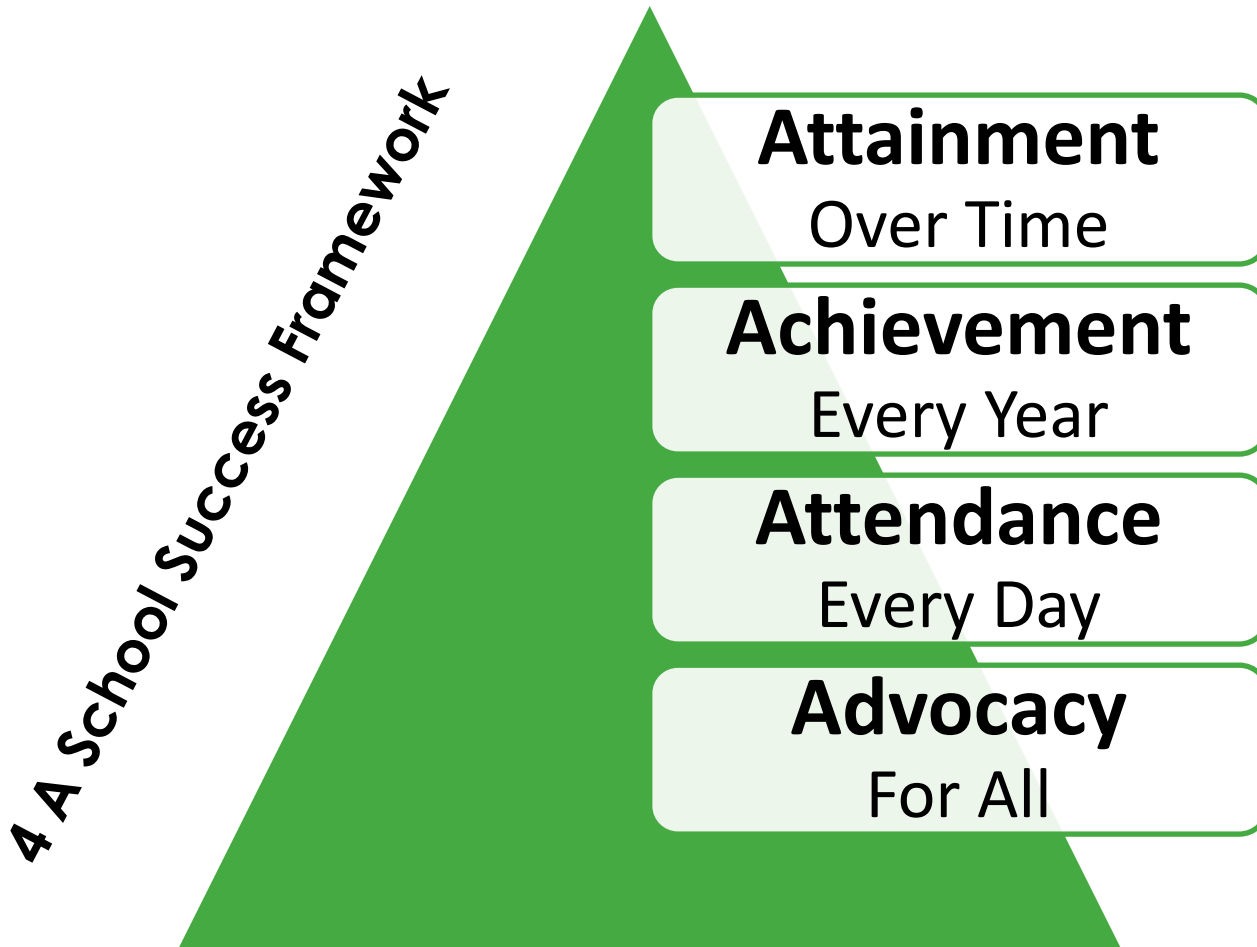 4 A School Success Framework
Attainment
Over Time
Achievement
Every Year
Attendance
Every Day
Advocacy
For All